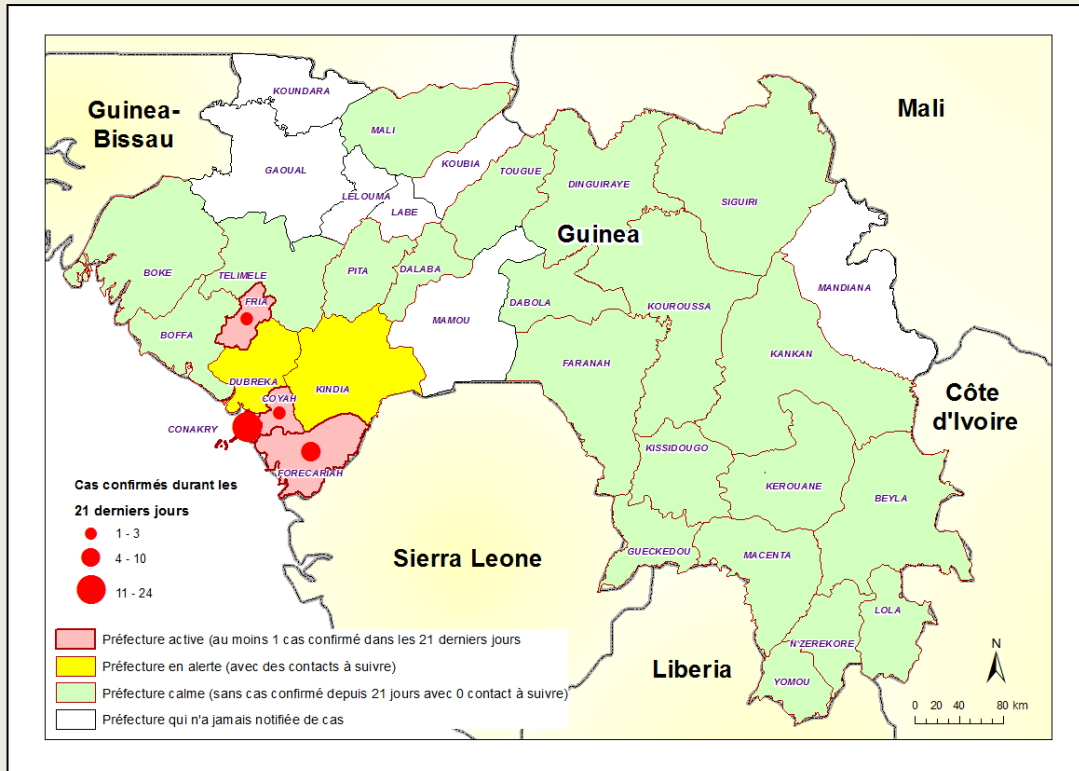 KOUNDARA
Guinea-
Bissau
Mali
MALI
GAOUAL
KOUBIA
TOUGUE
DINGUIRAYE
LELOUMA
LABE
SIGUIRI
Guinea
BOKE
TELIMELE
PITA
DALABA
FRIA
DABOLA
KOUROUSSA
MANDIANA
MAMOU
BOFFA
FARANAH
KANKAN
DUBREKA
KINDIA
COYAH
Côte
d'Ivoire
CONAKRY
KISSIDOUGO
FORECARIAH
KEROUANE
BEYLA
Cas confirmés durant les
21 derniers jours
1 - 3
4 - 10
11 - 24
Sierra Leone
GUECKEDOU
MACENTA
LOLA
N'ZEREKORE
Liberia
YOMOU
N
0 20 40 80 km
Préfecture active (au moins 1 cas confirmé dans les 21 derniers jours
Préfecture en alerte (avec des contacts à suivre)
Préfecture calme (sans cas confirmé depuis 21 jours avec 0 contact à suivre)
Préfecture qui n'a jamais notifiée de cas